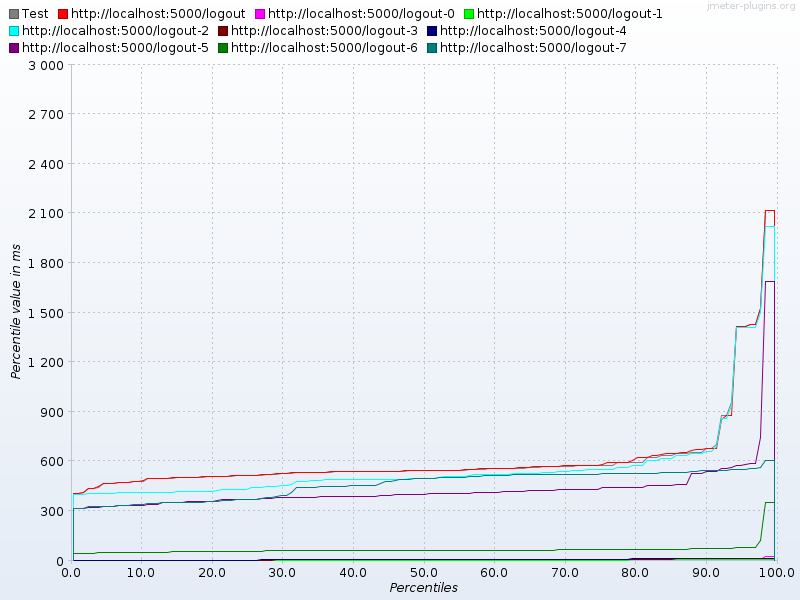 jmeter-plugins.org
Test http://localhost:5000/logout http://localhost:5000/logout-0 http://localhost:5000/logout-1
http://localhost:5000/logout-2 http://localhost:5000/logout-3 http://localhost:5000/logout-4
http://localhost:5000/logout-5 http://localhost:5000/logout-6 http://localhost:5000/logout-7
3 000
2 700
2 400
2 100
1 800
1 500
1 200
900
600
300
0
Percentile value in ms
0.0 10.0 20.0 30.0 40.0 50.0 60.0 70.0 80.0 90.0 100.0
Percentiles